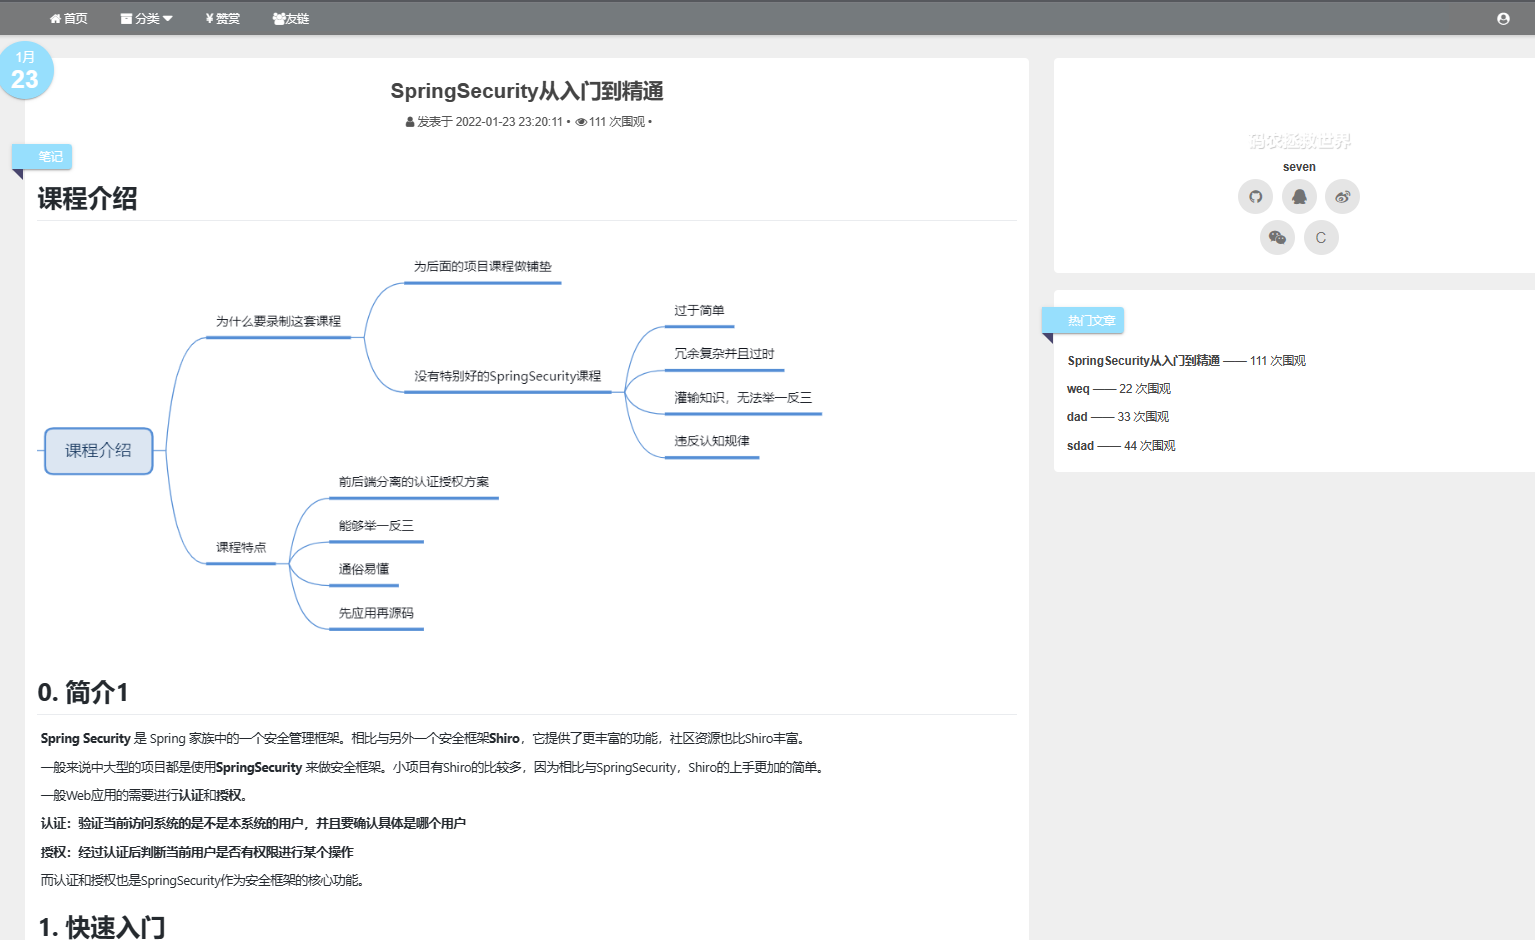 首页 分类 ¥ 赞赏 友链
1月
23
SpringSecurity从入门到精通
发表于 2022-01-23 23:20:11 • 111 次围观 •
笔记
课程介绍
为后面的项目课程做铺垫
为什么要录制这套课程
没有特别好的SpringSecurity课程
过于简单
冗余复杂并且过时
灌输知识，无法举一反三
违反认知规律
课程介绍
前后端分离的认证授权方案
能够举一反三
课程特点
通俗易懂
先应用再源码
0. 简介1
Spring Security 是 Spring 家族中的一个安全管理框架。相比与另外一个安全框架Shiro，它提供了更丰富的功能，社区资源也比Shiro丰富。
一般来说中大型的项目都是使用SpringSecurity 来做安全框架。小项目有Shiro的比较多，因为相比与SpringSecurity，Shiro的上手更加的简单。
一般Web应用的需要进行认证和授权。
认证：验证当前访问系统的是不是本系统的用户，并且要确认具体是哪个用户
授权：经过认证后判断当前用户是否有权限进行某个操作
而认证和授权也是SpringSecurity作为安全框架的核心功能。
1. 快速入门
码农拯救世界
seven
C
热门文章
SpringSecurity从入门到精通 —— 111 次围观
weq —— 22 次围观
dad —— 33 次围观
sdad —— 44 次围观